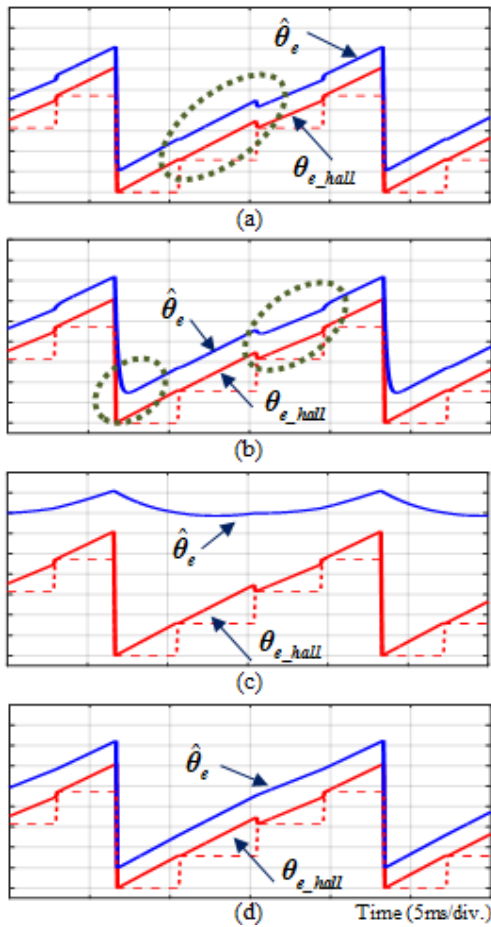 θ̂e
θe_hall
(a)
θ̂e
θe_hall
(b)
θ̂e
θe_hall
(c)
θ̂e
θe_hall
(d) Time (5ms/div.)